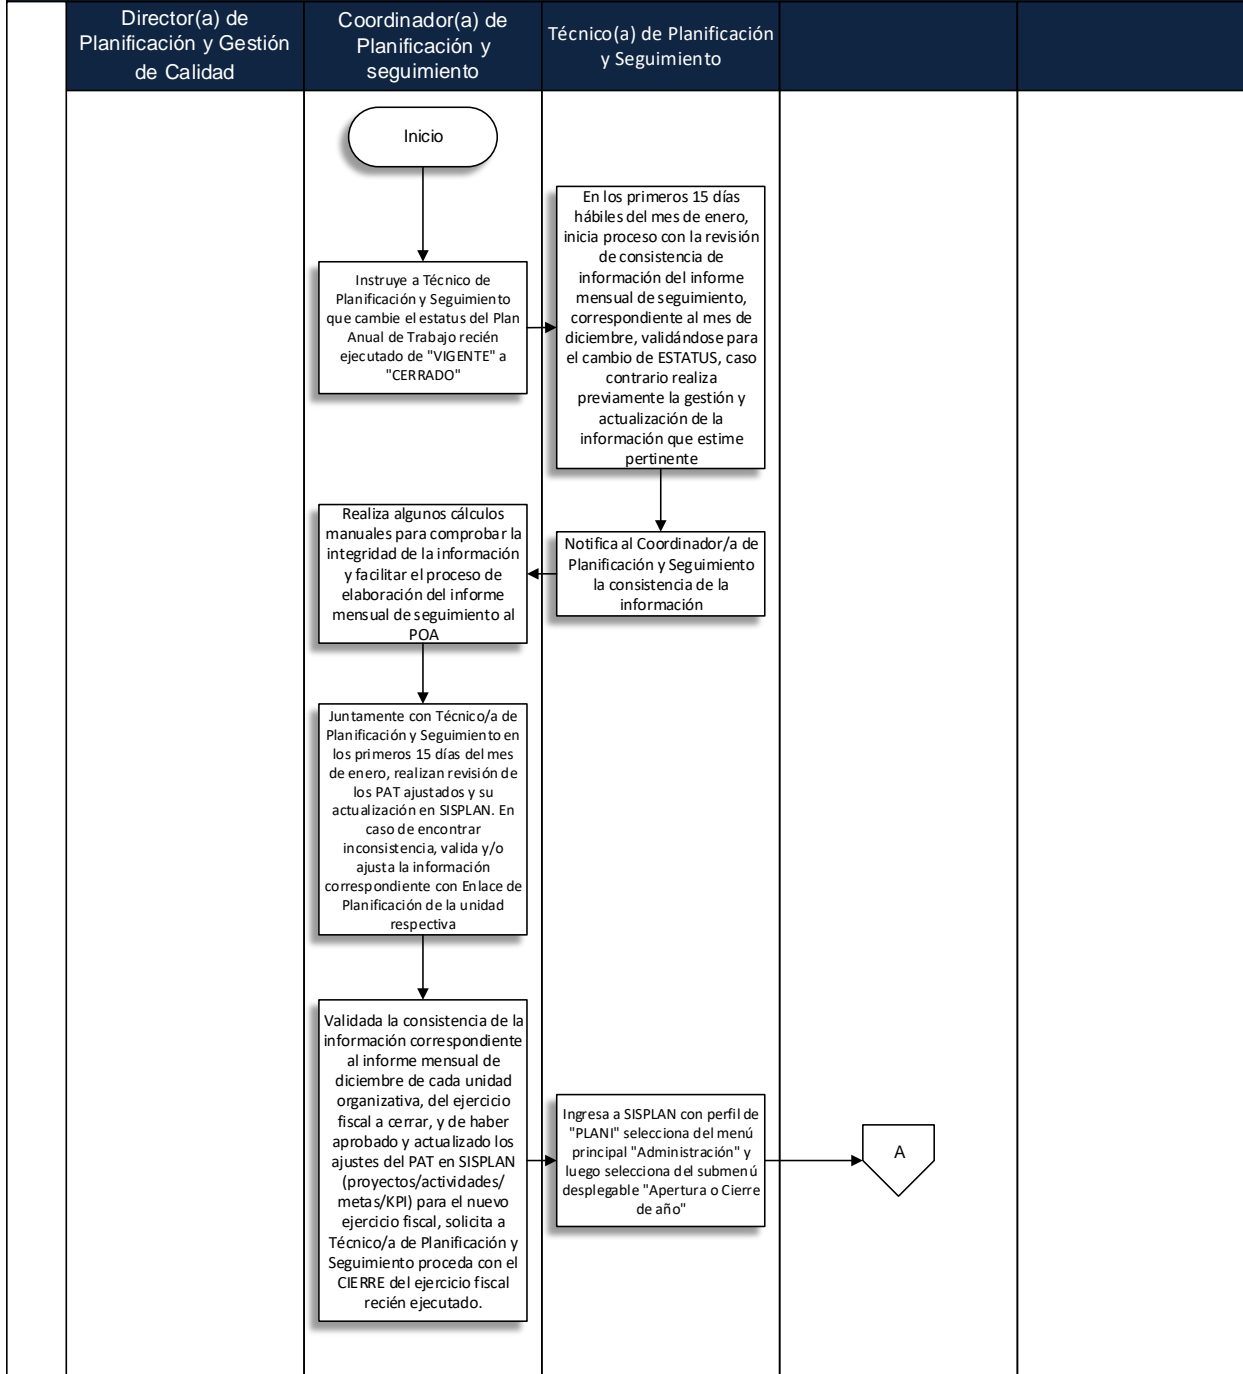 Director(a) de
Planificación y Gestión
de Calidad
Coordinador(a) de
Planificación y
seguimiento
Técnico(a) de Planificación
y Seguimiento
Inicio
Instruye a Técnico de
Planificación y Seguimiento
que cambie el estatus del Plan
Anual de Trabajo recién
ejecutado de "VIGENTE" a
"CERRADO"
En los primeros 15 días
hábiles del mes de enero,
inicia proceso con la revisión
de consistencia de
información del informe
mensual de seguimiento,
correspondiente al mes de
diciembre, validándose para
el cambio de ESTATUS, caso
contrario realiza
previamente la gestión y
actualización de la
información que estime
pertinente
Notifica al Coordinador/a de
Planificación y Seguimiento
la consistencia de la
información
Realiza algunos cálculos
manuales para comprobar la
integridad de la información
y facilitar el proceso de
elaboración del informe
mensual de seguimiento al
POA
Juntamente con Técnico/a de
Planificación y Seguimiento en
los primeros 15 días del mes
de enero, realizan revisión de
los PAT ajustados y su
actualización en SISPLAN. En
caso de encontrar
inconsistencia, valida y/o
ajusta la información
correspondiente con Enlace de
Planificación de la unidad
respectiva
Validada la consistencia de la
información correspondiente
al informe mensual de
diciembre de cada unidad
organizativa, del ejercicio
fiscal a cerrar, y de haber
aprobado y actualizado los
ajustes del PAT en SISPLAN
(proyectos/actividades/
metas/KPI) para el nuevo
ejercicio fiscal, solicita a
Técnico/a de Planificación y
Seguimiento proceda con el
CIERRE del ejercicio fiscal
recién ejecutado.
Ingresa a SISPLAN con perfil de
"PLANI" selecciona del menú
principal "Administración" y
luego selecciona del submenú
desplegable "Apertura o Cierre
de año"
A